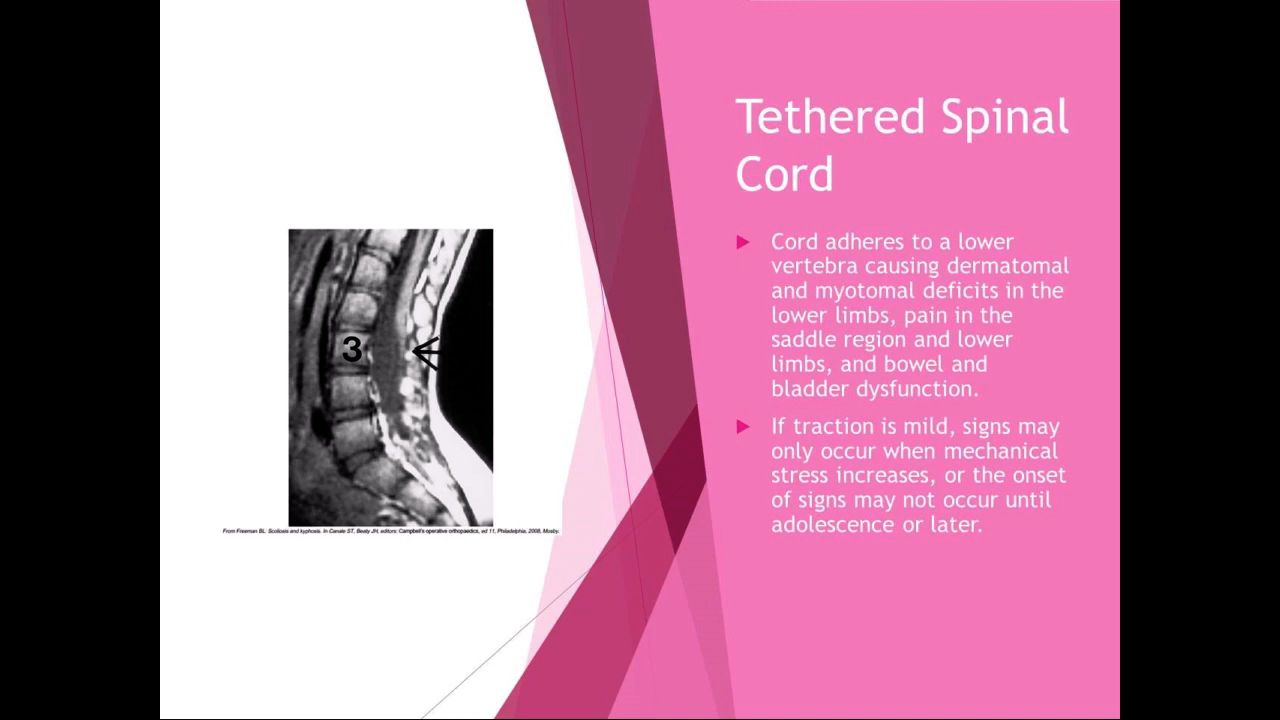 Tethered Spinal
Cord
Cord adheres to a lower
vertebra causing dermatomal
and myotomal deficits in the
lower limbs, pain in the
saddle region and lower
limbs, and bowel and
bladder dysfunction.
If traction is mild, signs may
only occur when mechanical
stress increases, or the onset
of signs may not occur until
adolescence or later.
3
From Freeman BL: Scoliosis and kyphosis. In Canale ST, Beaty JH, editors: Campbell's operative orthopaedics, ed 11, Philadelphia, 2008, Mosby.